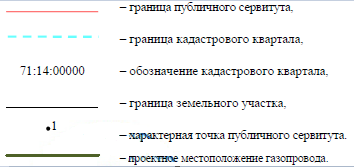 – граница публичного сервитута,
– граница кадастрового квартала,
71:14:00000 – обозначение кадастрового квартала,
– граница земельного участка,
1 – характерная точка публичного сервитута.
– проектное местоположение газопровода.